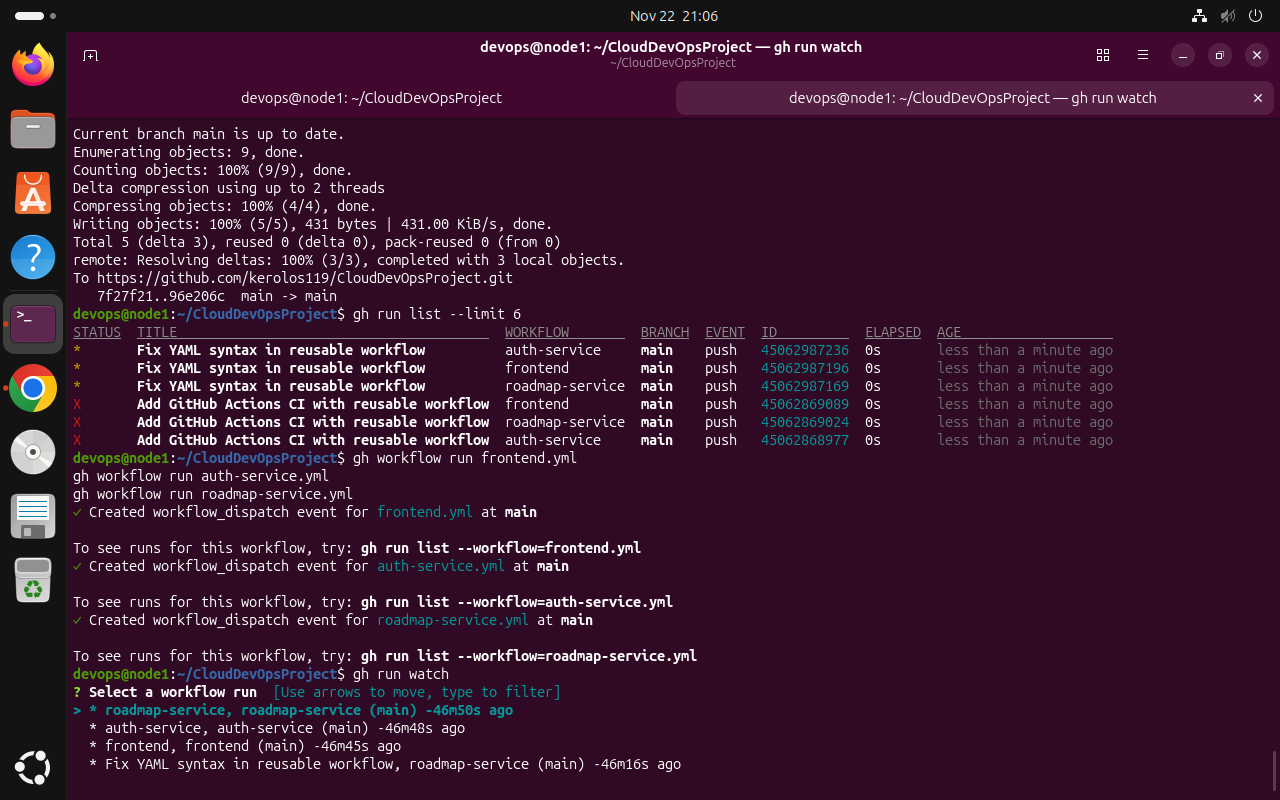 Nov 22 21:06
devops@node1: ~/CloudDevOpsProject — gh run watch
~/CloudDevOpsProject
devops@node1: ~/CloudDevOpsProject
devops@node1: ~/CloudDevOpsProject — gh run watch
Current branch main is up to date.
Enumerating objects: 9, done.
Counting objects: 100% (9/9), done.
Delta compression using up to 2 threads
Compressing objects: 100% (4/4), done.
Writing objects: 100% (5/5), 431 bytes | 431.00 KiB/s, done.
Total 5 (delta 3), reused 0 (delta 0), pack-reused 0 (from 0)
remote: Resolving deltas: 100% (3/3), completed with 3 local objects.
To https://github.com/kerolos119/CloudDevOpsProject.git
   7f27f21..96e206c  main -> main
devops@node1:~/CloudDevOpsProject$ gh run list --limit 6
STATUS  TITLE  WORKFLOW  BRANCH  EVENT  ID  ELAPSED  AGE
*  Fix YAML syntax in reusable workflow  auth-service  main  push  45062987236  0s  less than a minute ago
*  Fix YAML syntax in reusable workflow  frontend  main  push  45062987196  0s  less than a minute ago
*  Fix YAML syntax in reusable workflow  roadmap-service  main  push  45062987169  0s  less than a minute ago
X  Add GitHub Actions CI with reusable workflow  frontend  main  push  45062869089  0s  less than a minute ago
X  Add GitHub Actions CI with reusable workflow  roadmap-service  main  push  45062869024  0s  less than a minute ago
X  Add GitHub Actions CI with reusable workflow  auth-service  main  push  45062868977  0s  less than a minute ago
devops@node1:~/CloudDevOpsProject$ gh workflow run frontend.yml
gh workflow run auth-service.yml
gh workflow run roadmap-service.yml
✓ Created workflow_dispatch event for frontend.yml at main
To see runs for this workflow, try: gh run list --workflow=frontend.yml
✓ Created workflow_dispatch event for auth-service.yml at main
To see runs for this workflow, try: gh run list --workflow=auth-service.yml
✓ Created workflow_dispatch event for roadmap-service.yml at main
To see runs for this workflow, try: gh run list --workflow=roadmap-service.yml
devops@node1:~/CloudDevOpsProject$ gh run watch
? Select a workflow run  [Use arrows to move, type to filter]
> * roadmap-service, roadmap-service (main) -46m50s ago
  * auth-service, auth-service (main) -46m48s ago
  * frontend, frontend (main) -46m45s ago
  * Fix YAML syntax in reusable workflow, roadmap-service (main) -46m16s ago